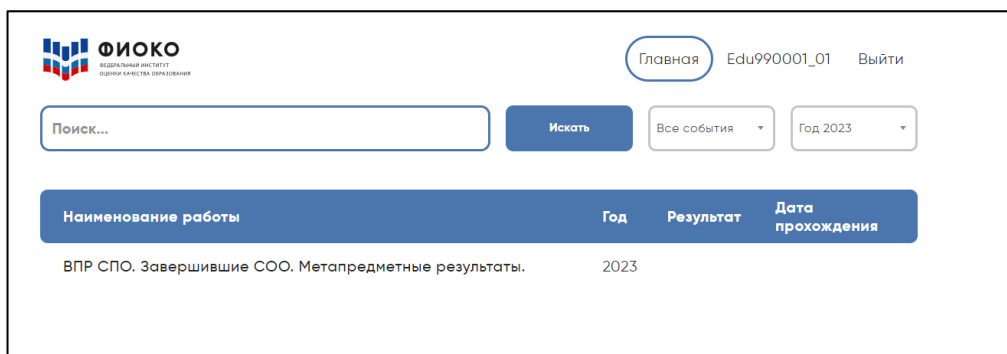 ФИОКО
ФЕДЕРАЛЬНЫЙ ИНСТИТУТ
ОЦЕНКИ КАЧЕСТВА ОБРАЗОВАНИЯ
Главная Edu990001_01 Выйти
Поиск... Искать Все события Год 2023
Наименование работы Год Результат Дата
прохождения
ВПР СПО. Завершившие СОО. Метапредметные результаты. 2023